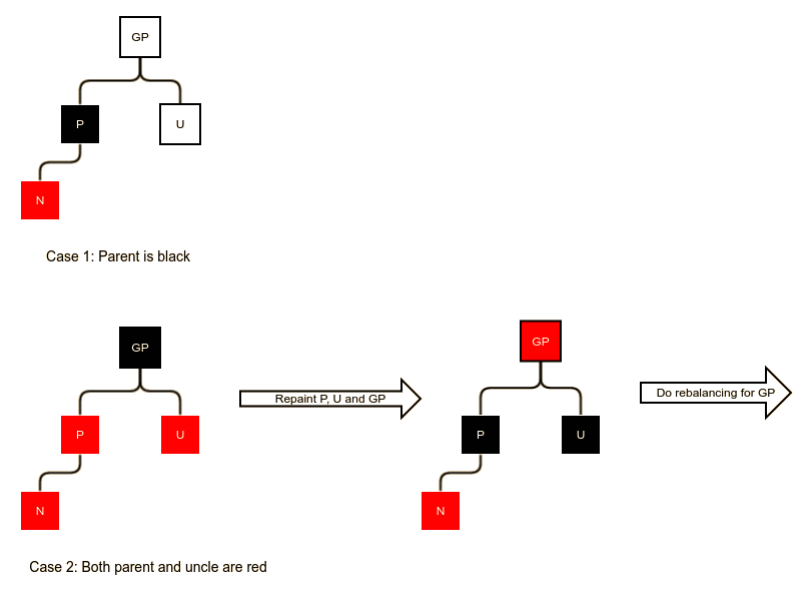 GP
P
U
N
Case 1: Parent is black
GP
P
U
N
Repaint P, U and GP
GP
P
U
N
Do rebalancing for GP
Case 2: Both parent and uncle are red